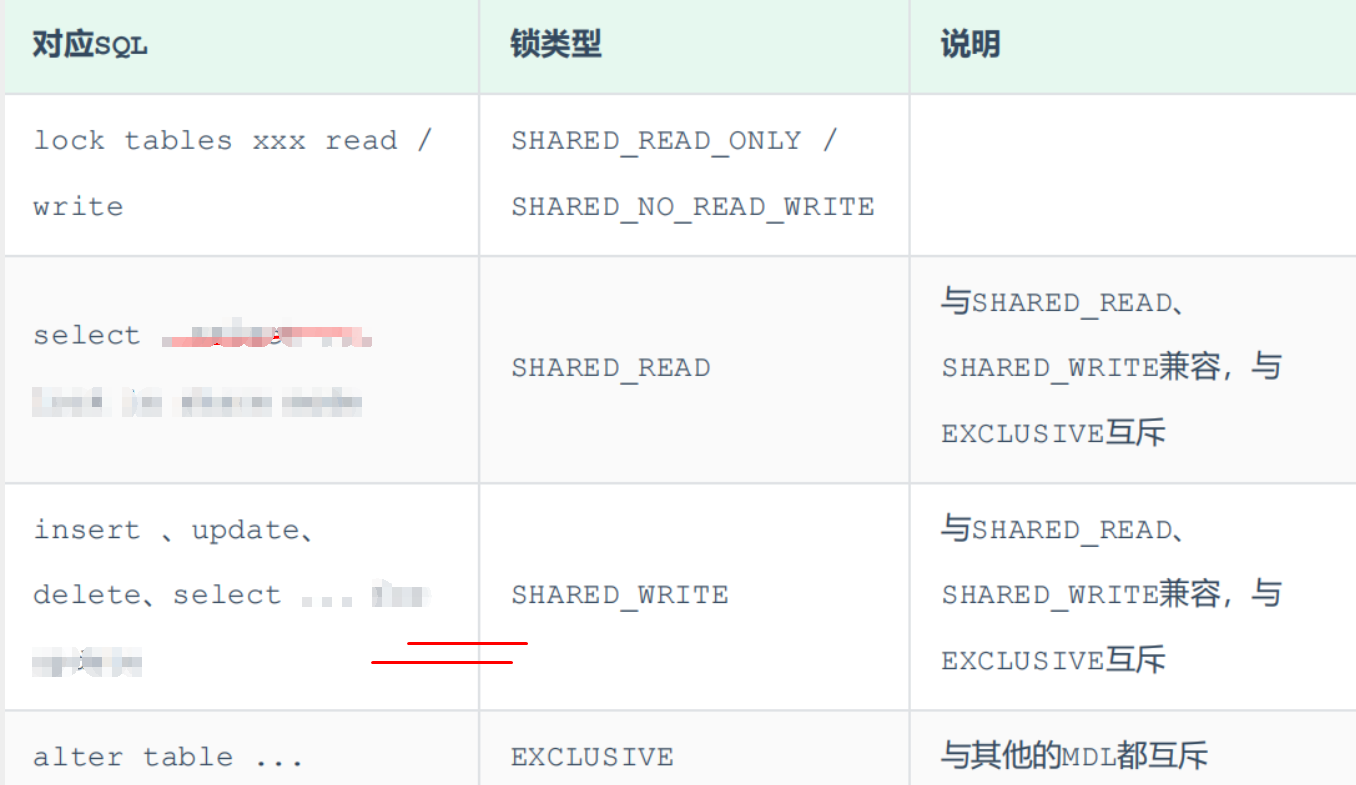 对应SQL 锁类型 说明
lock tables xxx read /
write
SHARED_READ_ONLY /
SHARED_NO_READ_WRITE
select
SHARED_READ
与SHARED_READ、
SHARED_WRITE兼容，与
EXCLUSIVE互斥
insert 、update、
delete、select ...
SHARED_WRITE
与SHARED_READ、
SHARED_WRITE兼容，与
EXCLUSIVE互斥
alter table ...
EXCLUSIVE
与其他的MDL都互斥